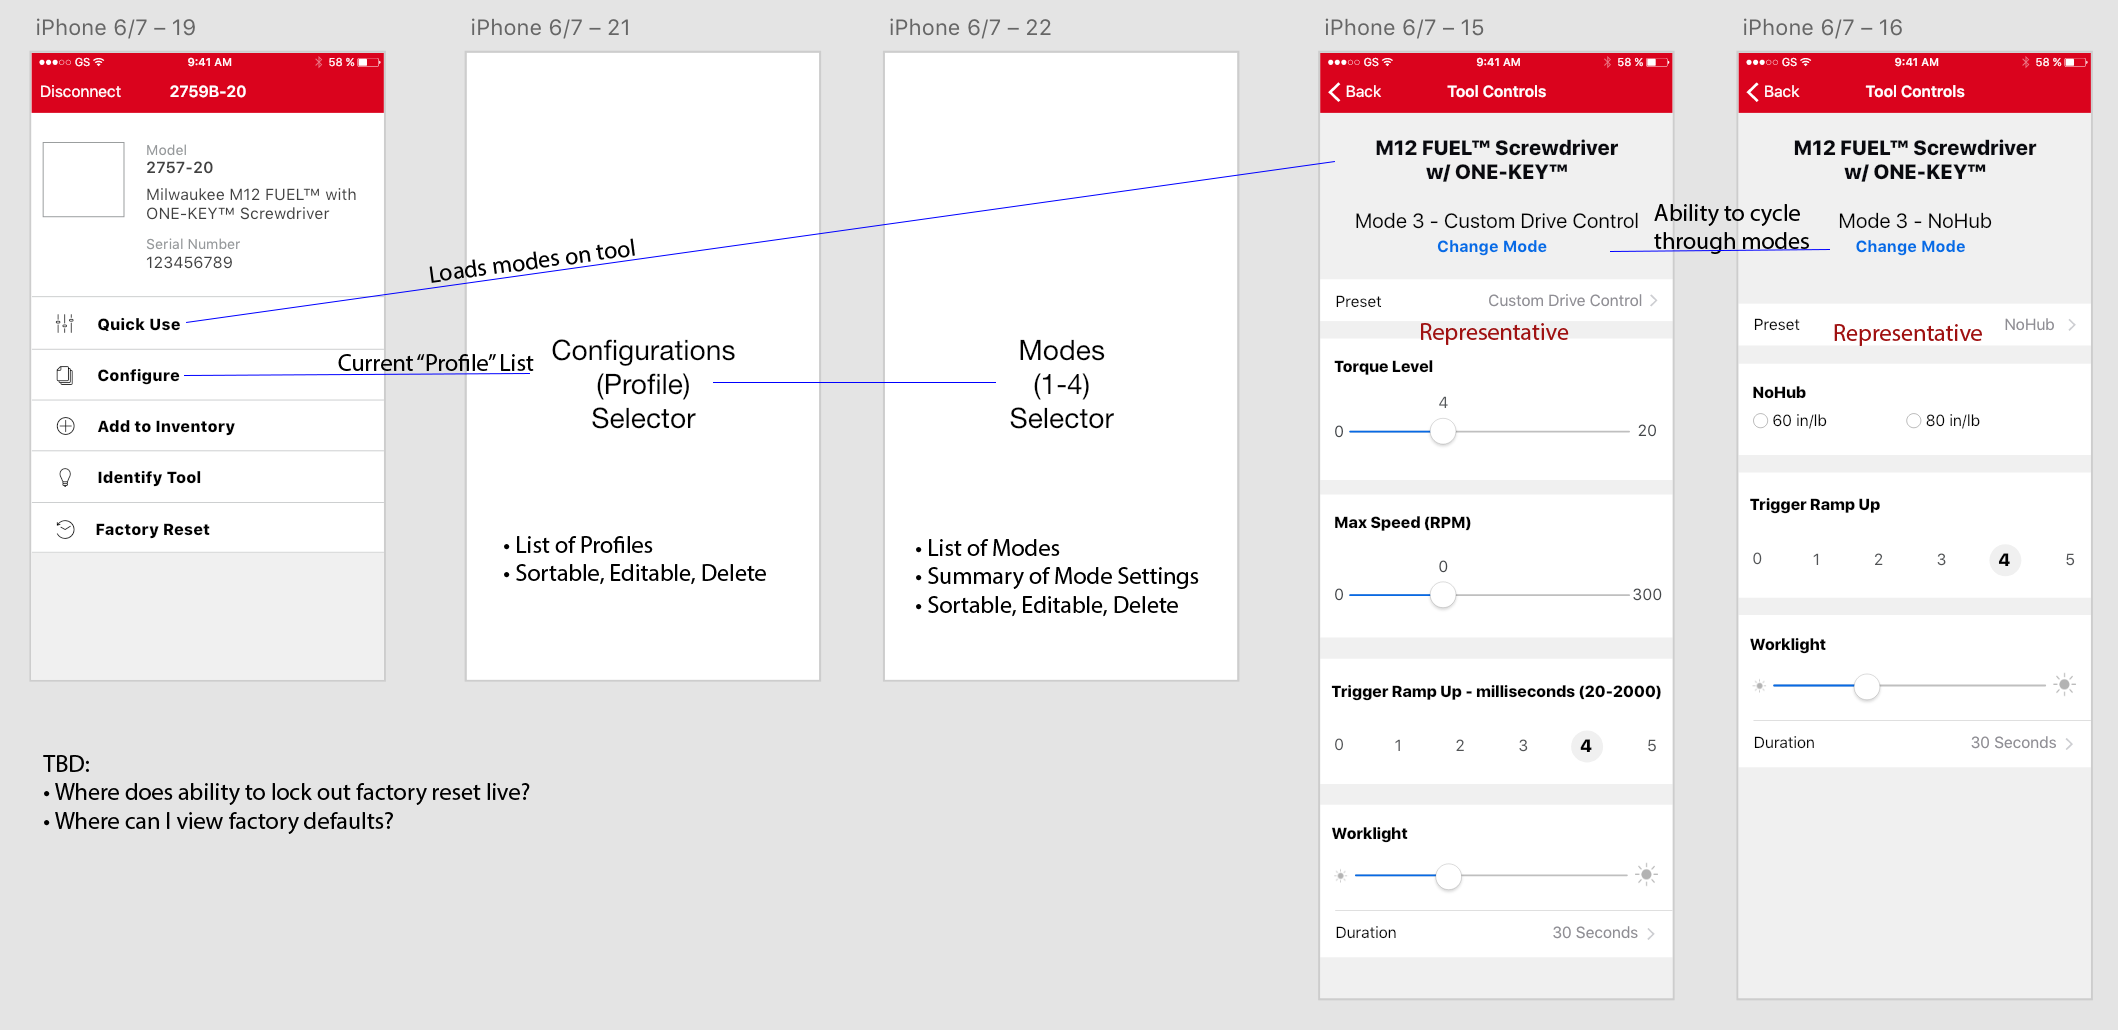 iPhone 6/7 – 19
GS
9:41 AM
58 %
Disconnect
2759B-20
Model
2757-20
Milwaukee M12 FUEL™ with
ONE-KEY™ Screwdriver
Serial Number
123456789
Quick Use
Configure
Add to Inventory
Identify Tool
Factory Reset
Loads modes on tool
Current “Profile” List
iPhone 6/7 – 21
Configurations
(Profile)
Selector
• List of Profiles
• Sortable, Editable, Delete
iPhone 6/7 – 22
Modes
(1-4)
Selector
• List of Modes
• Summary of Mode Settings
• Sortable, Editable, Delete
iPhone 6/7 – 15
GS
9:41 AM
58 %
Back
Tool Controls
M12 FUEL™ Screwdriver
w/ ONE-KEY™
Mode 3 - Custom Drive Control
Change Mode
Preset
Custom Drive Control
Representative
Torque Level
4
0
20
Max Speed (RPM)
0
0
300
Trigger Ramp Up - milliseconds (20-2000)
0 1 2 3 4 5
Worklight
Duration
30 Seconds
Ability to cycle
through modes
iPhone 6/7 – 16
GS
9:41 AM
58 %
Back
Tool Controls
M12 FUEL™ Screwdriver
w/ ONE-KEY™
Mode 3 - NoHub
Change Mode
Preset
Representative
NoHub
NoHub
60 in/lb
80 in/lb
Trigger Ramp Up
0 1 2 3 4 5
Worklight
Duration
30 Seconds
TBD:
• Where does ability to lock out factory reset live?
• Where can I view factory defaults?